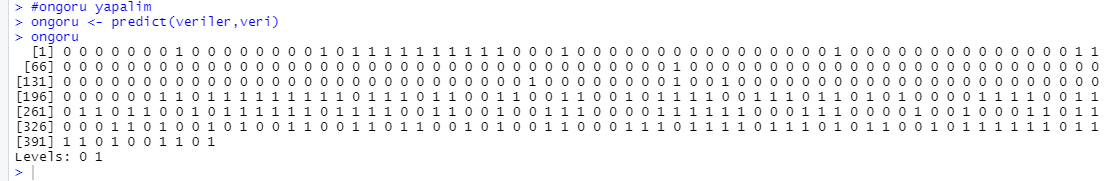 > #ongoru yapalim
> ongoru <- predict(veriler,veri)
> ongoru
[1] 0 0 0 0 0 0 0 1 0 0 0 0 0 0 0 0 1 0 1 1 1 1 1 1 1 1 1 1 0 0 0 1 0 0 0 0 0 0 0 0 0 0 0 0 0 0 0 0 1 0 0 0 0 0 0 0 0 0 0 0 0 0 0 1 1
[66] 0 0 0 0 0 0 0 0 0 0 0 0 0 0 0 0 0 0 0 0 0 0 0 0 0 0 0 0 0 0 0 0 0 0 0 0 0 0 1 0 0 0 0 0 0 0 0 0 0 0 0 0 0 0 0 0 0 0 0 0 0 0 0 0 0
[131] 0 0 0 0 0 0 0 0 0 0 0 0 0 0 0 0 0 0 0 0 0 0 0 0 0 0 0 0 0 1 0 0 0 0 0 0 0 0 1 0 0 1 0 0 0 0 0 0 0 0 0 0 0 0 0 0 0 0 0 0 0 0 0 0 0
[196] 0 0 0 0 0 0 1 1 0 1 1 1 1 1 1 1 1 1 0 1 1 1 0 1 1 0 0 1 1 0 0 1 1 0 0 1 0 1 1 1 1 0 0 1 1 1 0 1 1 0 1 0 1 0 0 0 0 1 1 1 1 0 0 1 1
[261] 0 1 1 0 1 1 0 0 1 0 1 1 1 1 1 1 0 0 1 1 1 0 0 1 1 0 0 1 0 0 1 1 1 0 0 0 0 1 1 1 1 1 1 0 0 0 1 1 1 0 0 0 0 1 0 0 1 0 0 0 1 1 0 1 1
[326] 0 0 0 1 1 0 1 0 0 1 0 1 0 0 1 1 0 0 1 1 0 1 1 0 0 1 0 1 0 0 1 1 0 0 0 1 1 1 0 1 1 1 1 0 1 1 1 0 1 0 1 1 0 0 1 0 1 1 1 1 1 1 0 1 1
[391] 1 1 0 1 0 0 1 1 0 1
Levels: 0 1
>